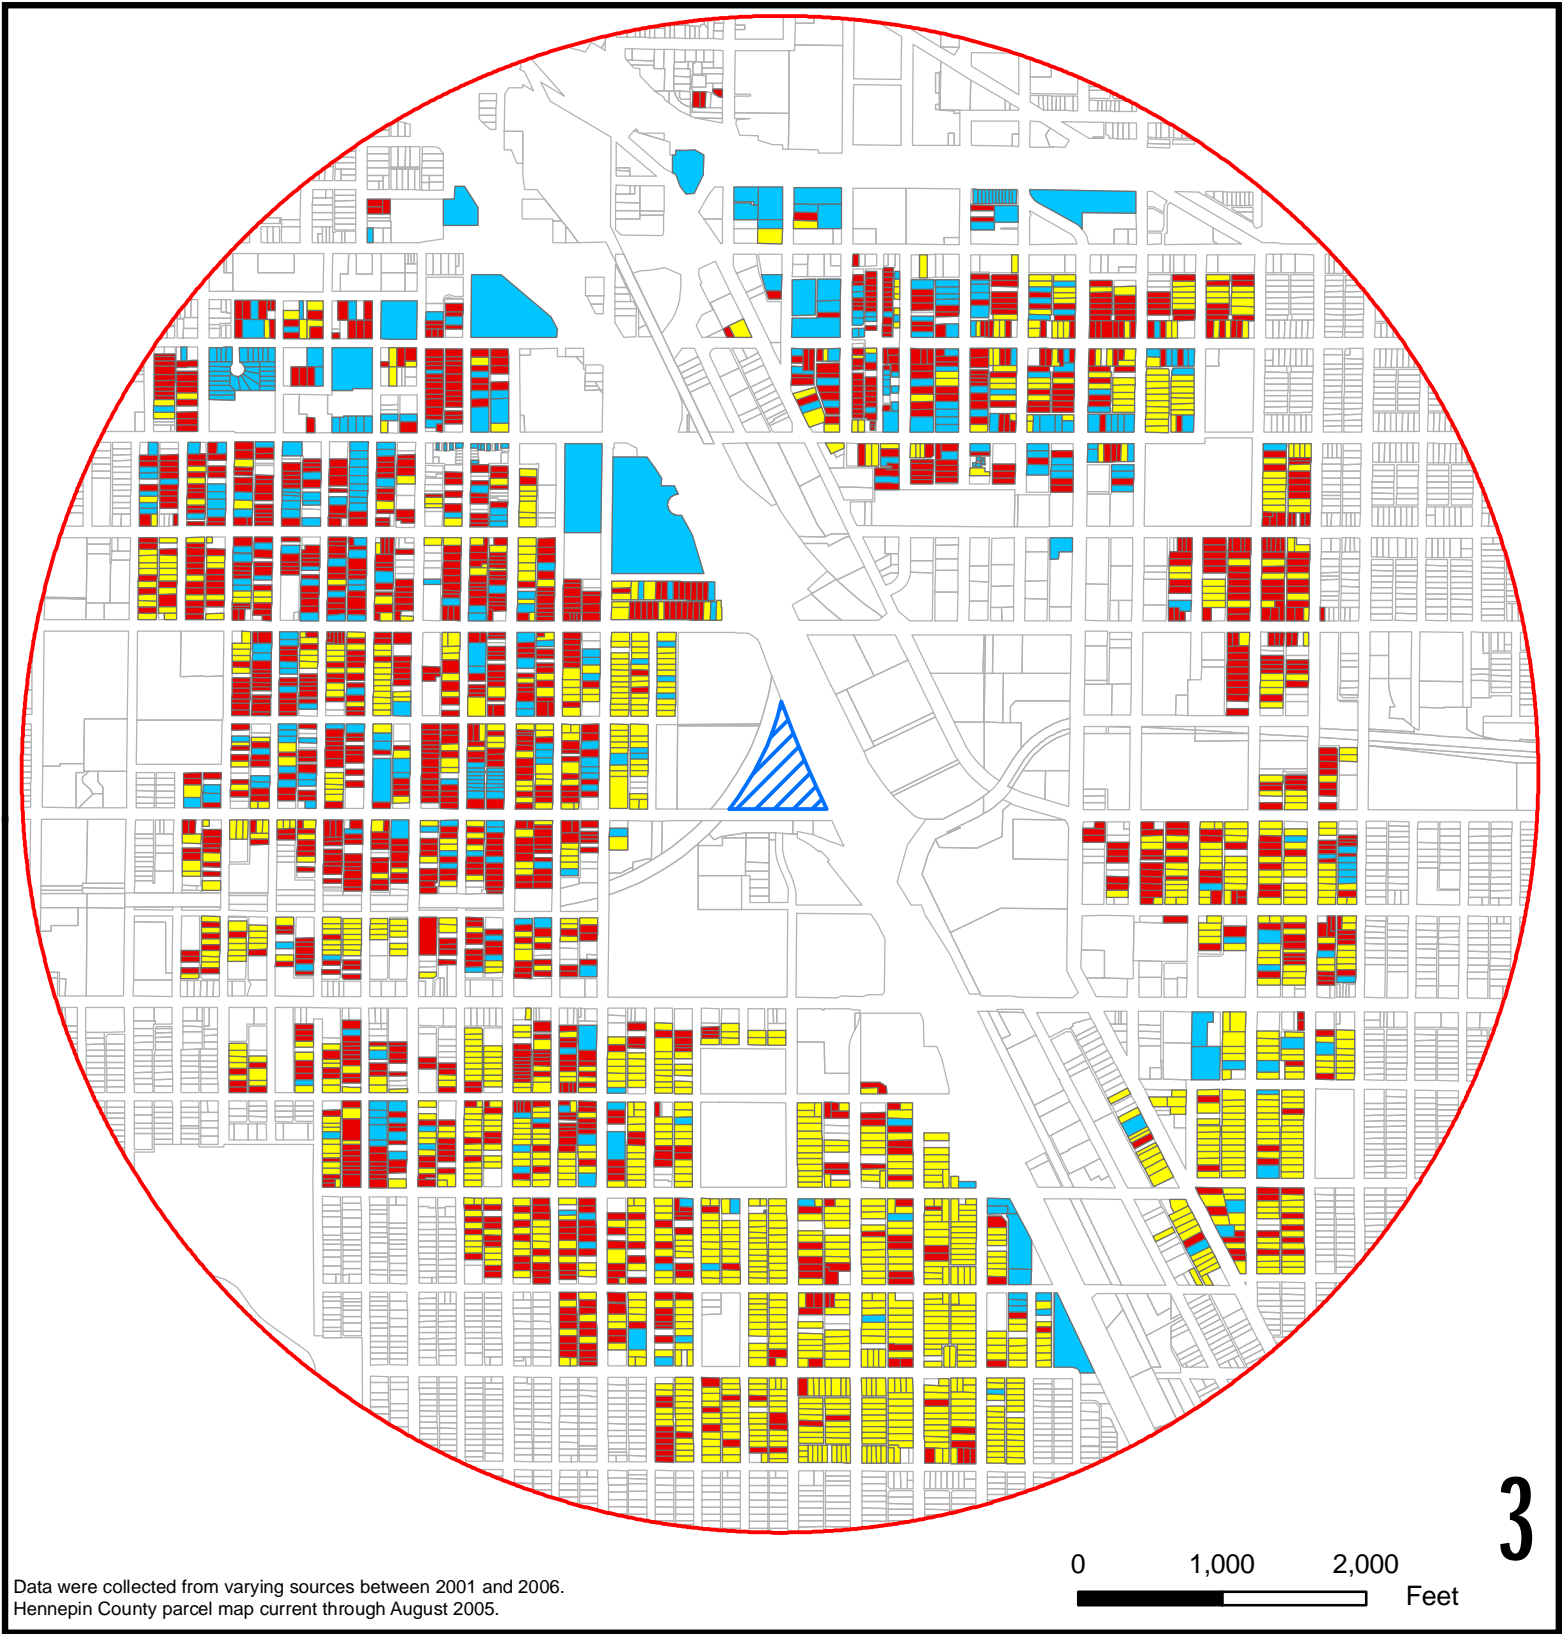 3
0 1,000 2,000
Feet
Data were collected from varying sources between 2001 and 2006.
Hennepin County parcel map current through August 2005.